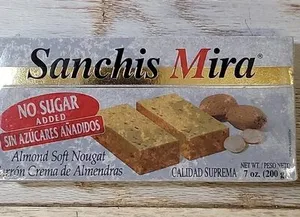 Sanchis Mira®
NO SUGAR
ADDED
SIN AZÚCARES AÑADIDOS
Almond Soft Nougat
Turrón Crema de Almendras
CALIDAD SUPREMA
NET WT./PESO NETO
7 oz. (200 g)